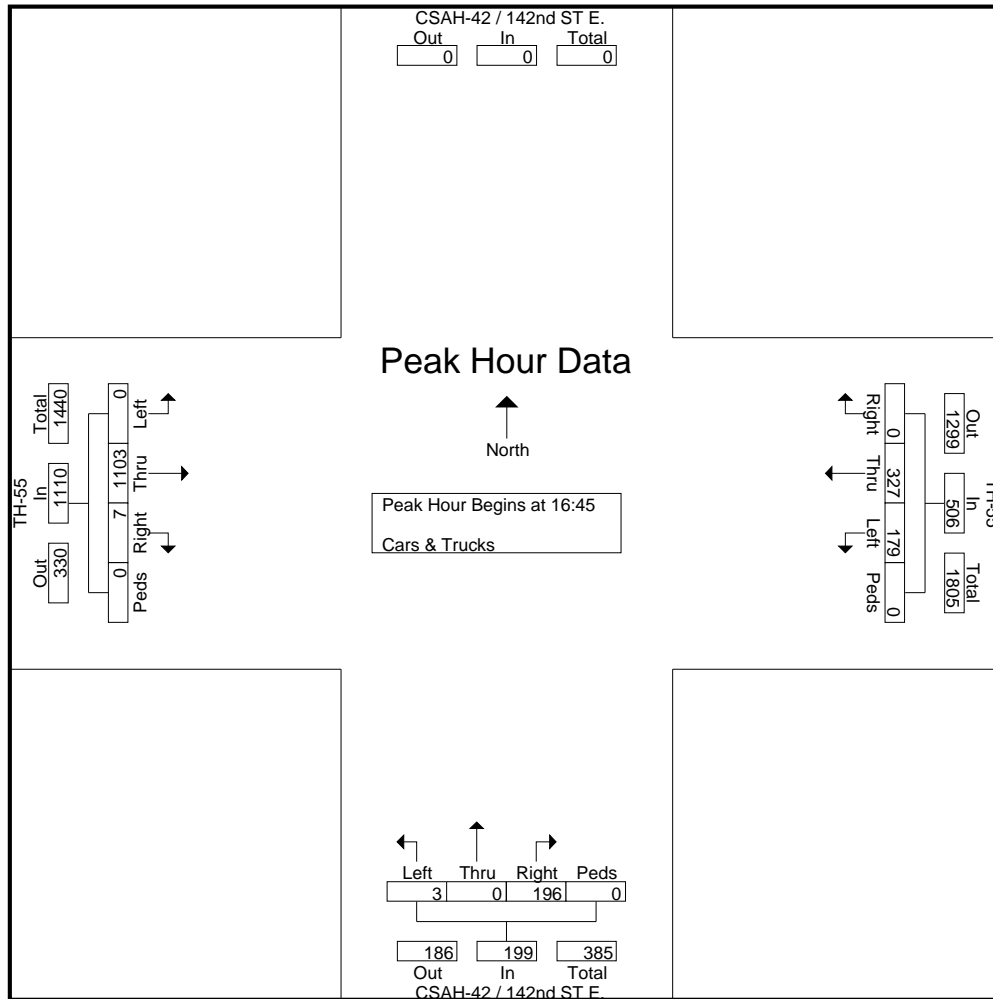 CSAH-42 / 142nd ST E.
Out In Total
0 0 0
Peak Hour Data
North
Peak Hour Begins at 16:45
Cars & Trucks
TH-55
Total In Out
1440 1110 330
0 1103 7 0
Left Thru Right Peds
Right Thru Left Peds
0 327 179 0
Out In Total
1299 506 1805
TH-55
Left Thru Right Peds
3 0 196 0
186 199 385
Out In Total
CSAH-42 / 142nd ST E.